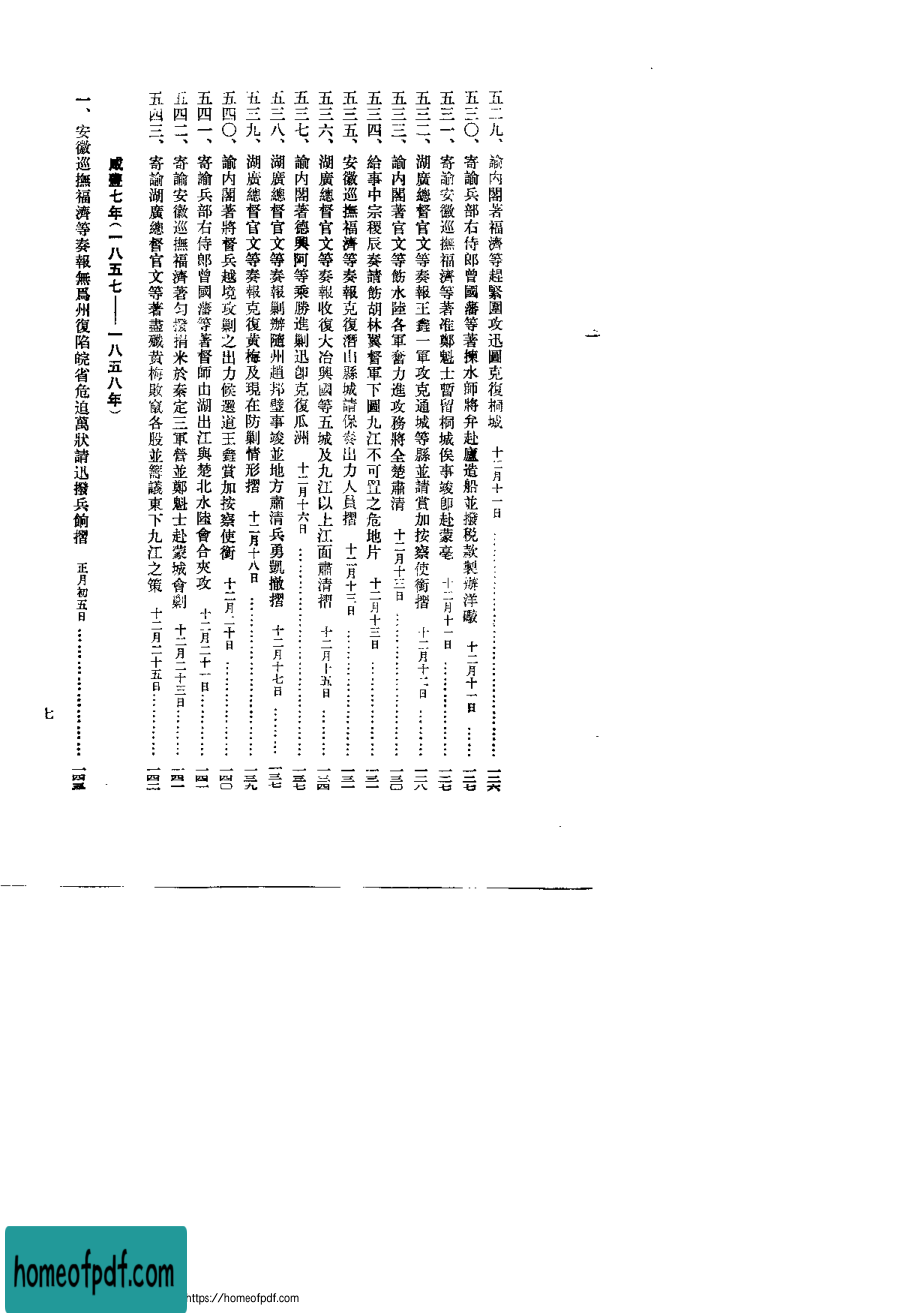 五二九、諭內閣著福濟等趕緊圍攻迅圖克復桐城 十二月十一日…………一二六
五三〇、寄諭兵部右侍郎曾國藩等著揀水師將弁赴廬造船並撥稅款製辦洋礮 十二月十一日……一二七
五三一、寄諭安徽巡撫福濟等著准鄭魁士暫留桐城俟事竣卽赴蒙亳 十二月十一日…………一二七
五三二、湖廣總督官文等奏報王鑫一軍攻克通城等縣並請賞加按察使銜摺 十二月十二日………一二八
五三三、諭內閣著官文等飭水陸各軍奮力進攻務將全楚肅清 十二月十三日…………一三〇
五三四、給事中宗稷辰奏請飭胡林翼督軍下圖九江不可置之危地片 十二月十三日…………一三一
五三五、安徽巡撫福濟等奏報克復潛山縣城請保奏出力人員摺 十二月十三日…………一三一
五三六、湖廣總督官文等奏報收復大冶興國等五城及九江以上江面肅清摺 十二月十五日………一三四
五三七、諭內閣著德興阿等乘勝進剿迅卽克復瓜洲 十二月十六日…………一三七
五三八、湖廣總督官文等奏報剿辦隨州趙邦璧事竣並地方肅清兵勇凱撤摺 十二月十七日………一三七
五三九、湖廣總督官文等奏報克復黃梅及現在防剿情形摺 十二月十八日…………一三九
五四〇、諭內閣著將督兵越境攻剿之出力候選道王鑫賞加按察使銜 十二月二十日…………一四〇
五四一、寄諭兵部右侍郎曾國藩等著督師由湖出江與楚北水陸會合夾攻 十二月二十一日………一四一
五四二、寄諭安徽巡撫福濟著勻撥捐米於秦定三軍營並鄭魁士赴蒙城會剿 十二月二十三日………一四一
五四三、寄諭湖廣總督官文等著盡殲黃梅敗竄各股並籌議東下九江之策 十二月二十五日………一四二
咸豐七年（一八五七——一八五八年）
一、安徽巡撫福濟等奏報無爲州復陷皖省危迫萬狀請迅撥兵餉摺 正月初五日…………一四五
七
homeofpdf.com
https://homeofpdf.com